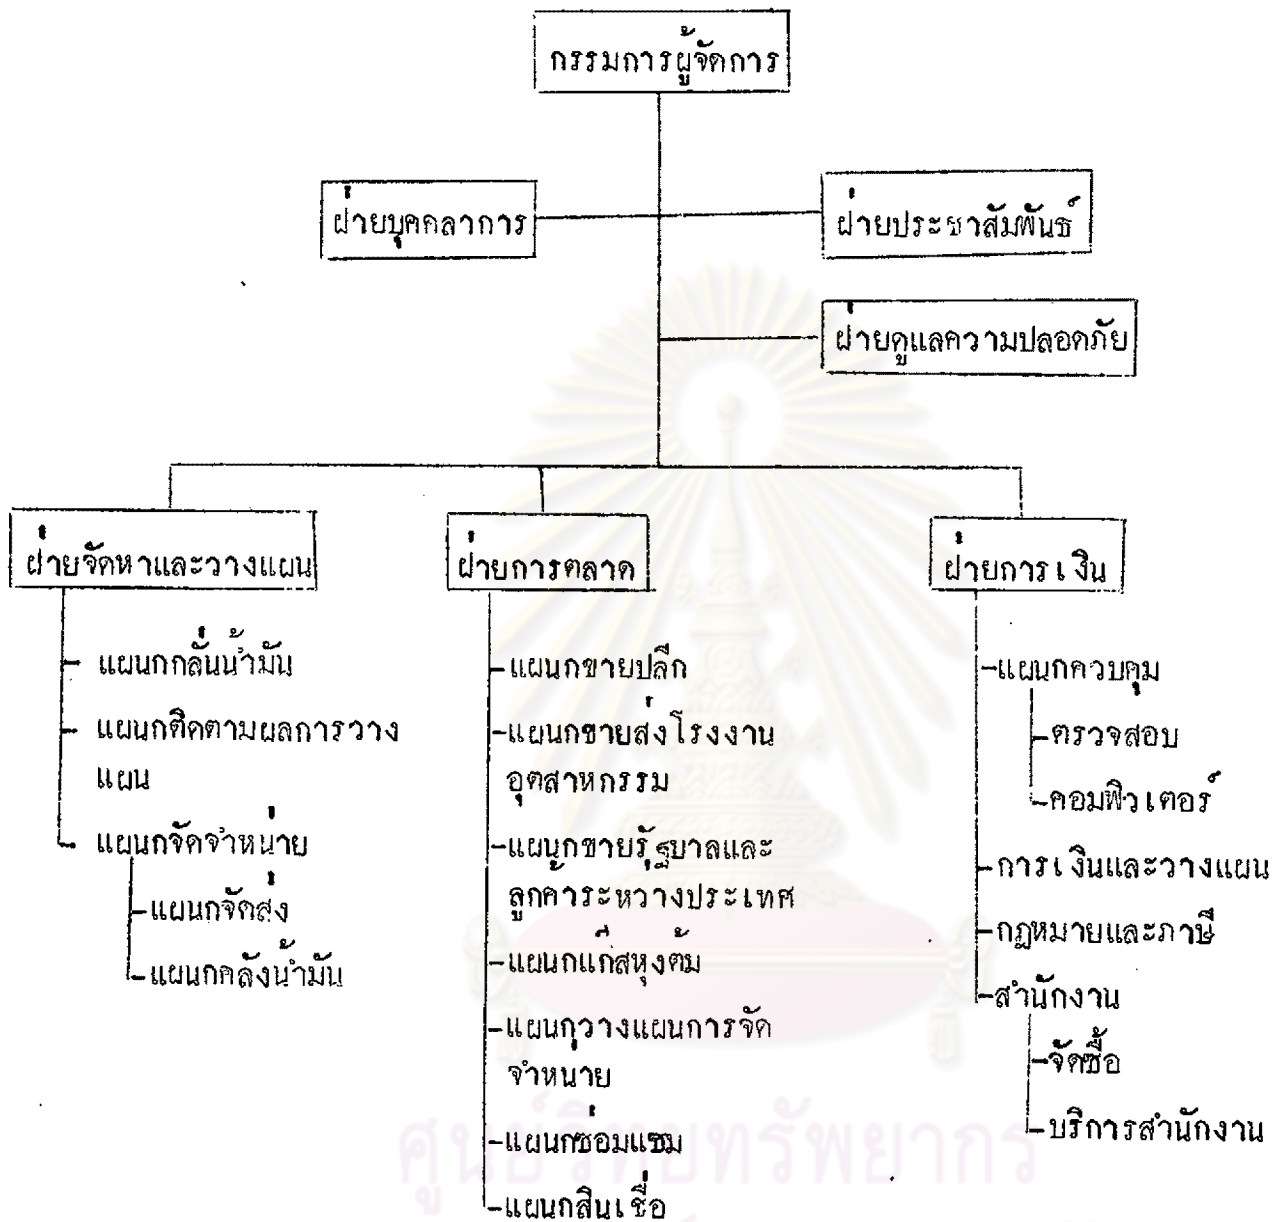 กรรมการผู้จัดการ
ฝ่ายบุคคลาการ
ฝ่ายประชาสัมพันธ์
ฝ่ายดูแลความปลอดภัย
ฝ่ายจัดหาและวางแผน
- แผนกกลั่นน้ำมัน
- แผนกติดตามผลการวาง
แผน
- แผนกจัดจำหน่าย
-แผนกจัดส่ง
-แผนกคลังน้ำมัน
ฝ่ายการตลาด
-แผนกขายปลีก
-แผนกขายส่งโรงงาน
อุตสาหกรรม
-แผนกขายรัฐบาลและ
ลูกค้าระหว่างประเทศ
-แผนกแก๊สหุงต้ม
-แผนกวางแผนการจัด
จำหน่าย
-แผนกซ่อมแซม
-แผนกสินเชื่อ
ฝ่ายการเงิน
-แผนกควบคุม
-ตรวจสอบ
-คอมพิวเตอร์
-การเงินและวางแผน
-กฎหมายและภาษี
-สำนักงาน
-จัดซื้อ
-บริการสำนักงาน
ศูนย์วิทยทรัพยากร